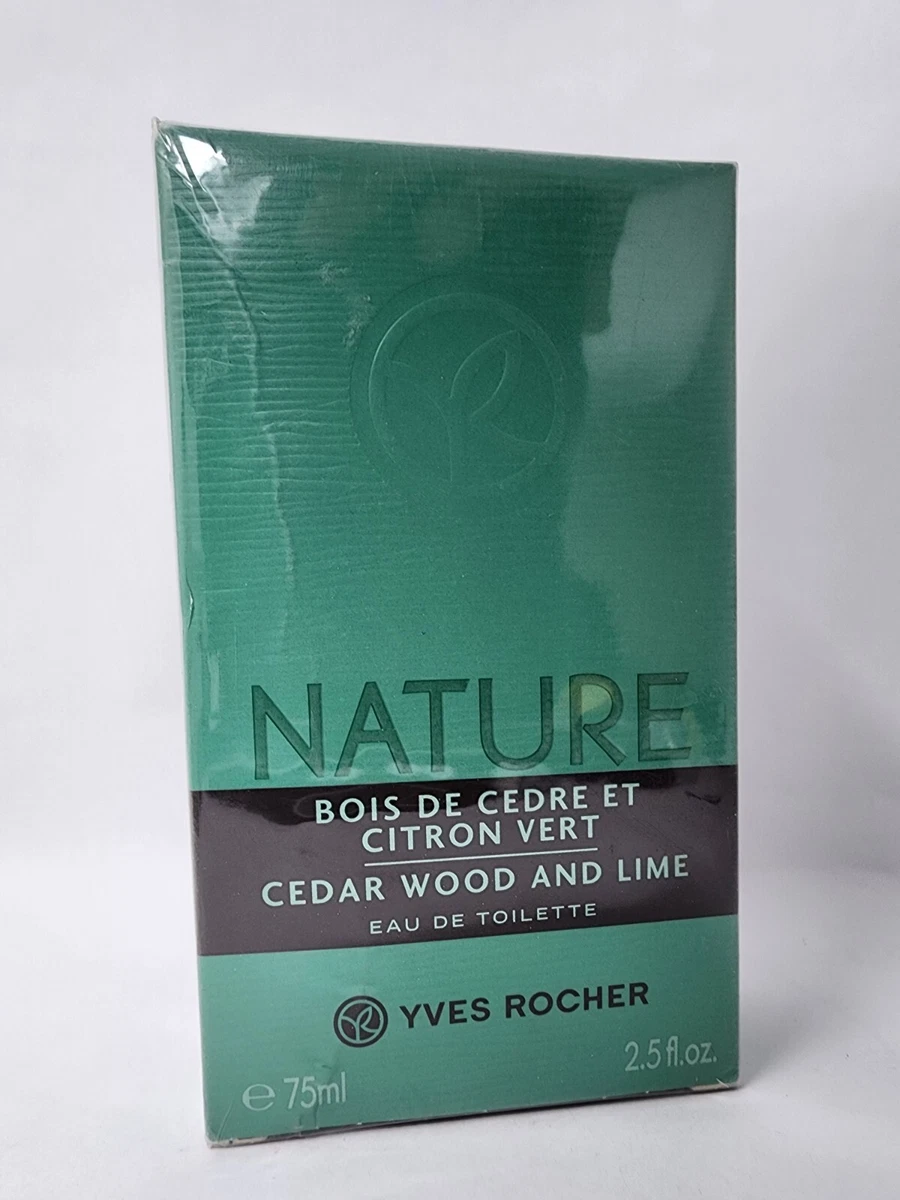 NATURE
BOIS DE CEDRE ET
CITRON VERT
CEDAR WOOD AND LIME
EAU DE TOILETTE
YVES ROCHER
2.5 fl.oz.
℮ 75ml